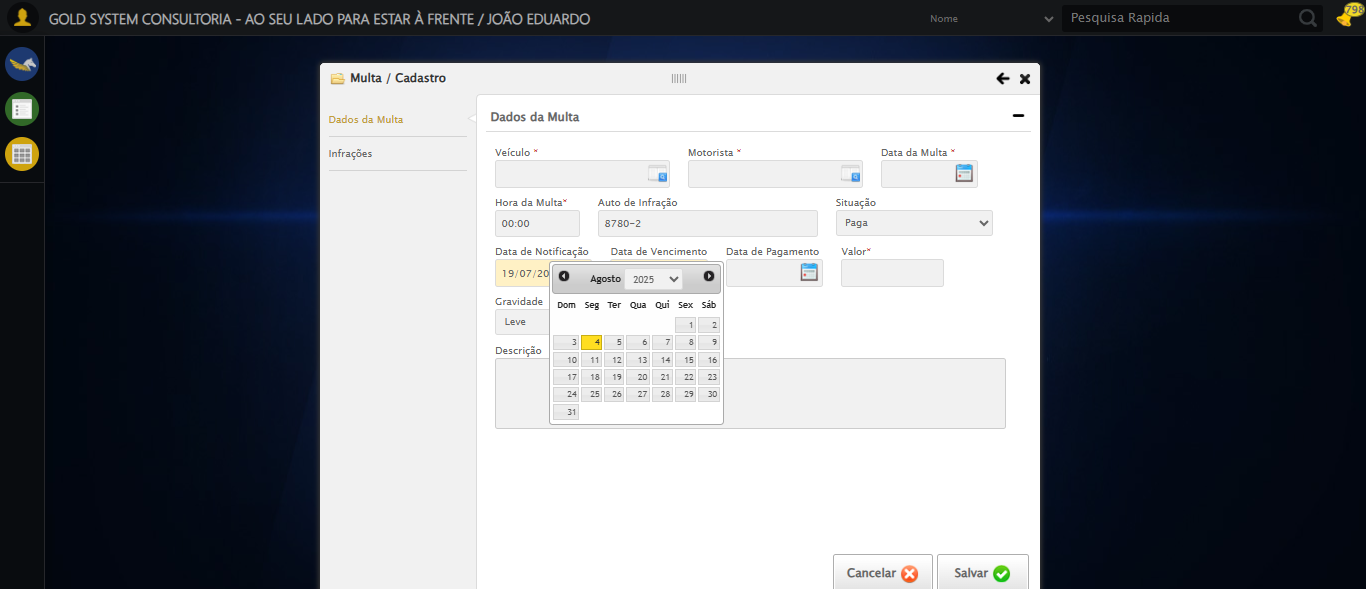 GOLD SYSTEM CONSULTORIA - AO SEU LADO PARA ESTAR À FRENTE / JOÃO EDUARDO
Nome
Pesquisa Rapida
798
Multa / Cadastro
Dados da Multa
Infrações
Dados da Multa
Veículo * Motorista * Data da Multa *
Hora da Multa* Auto de Infração Situação
00:00 8780-2 Paga
Data de Notificação Data de Vencimento Data de Pagamento Valor*
19/07/20
Agosto 2025
Dom Seg Ter Qua Qui Sex Sáb
1 2
3 4 5 6 7 8 9
10 11 12 13 14 15 16
17 18 19 20 21 22 23
24 25 26 27 28 29 30
31
Gravidade
Leve
Descrição
Cancelar Salvar